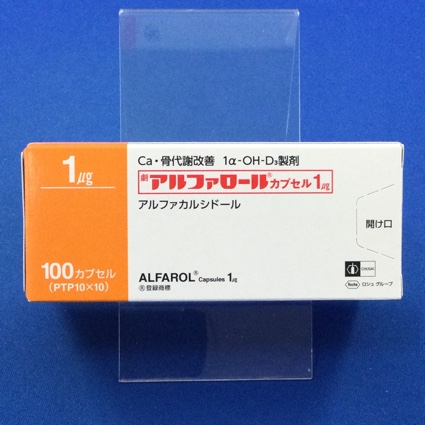 1μg
100カプセル
(PTP10×10)
Ca・骨代謝改善 1α-OH-D₃製剤
劇 アルファロール®カプセル1μg
アルファカルシドール
開け口
ALFAROL® Capsules 1μg
®登録商標
CHUGAI
Roche ロシュ グループ